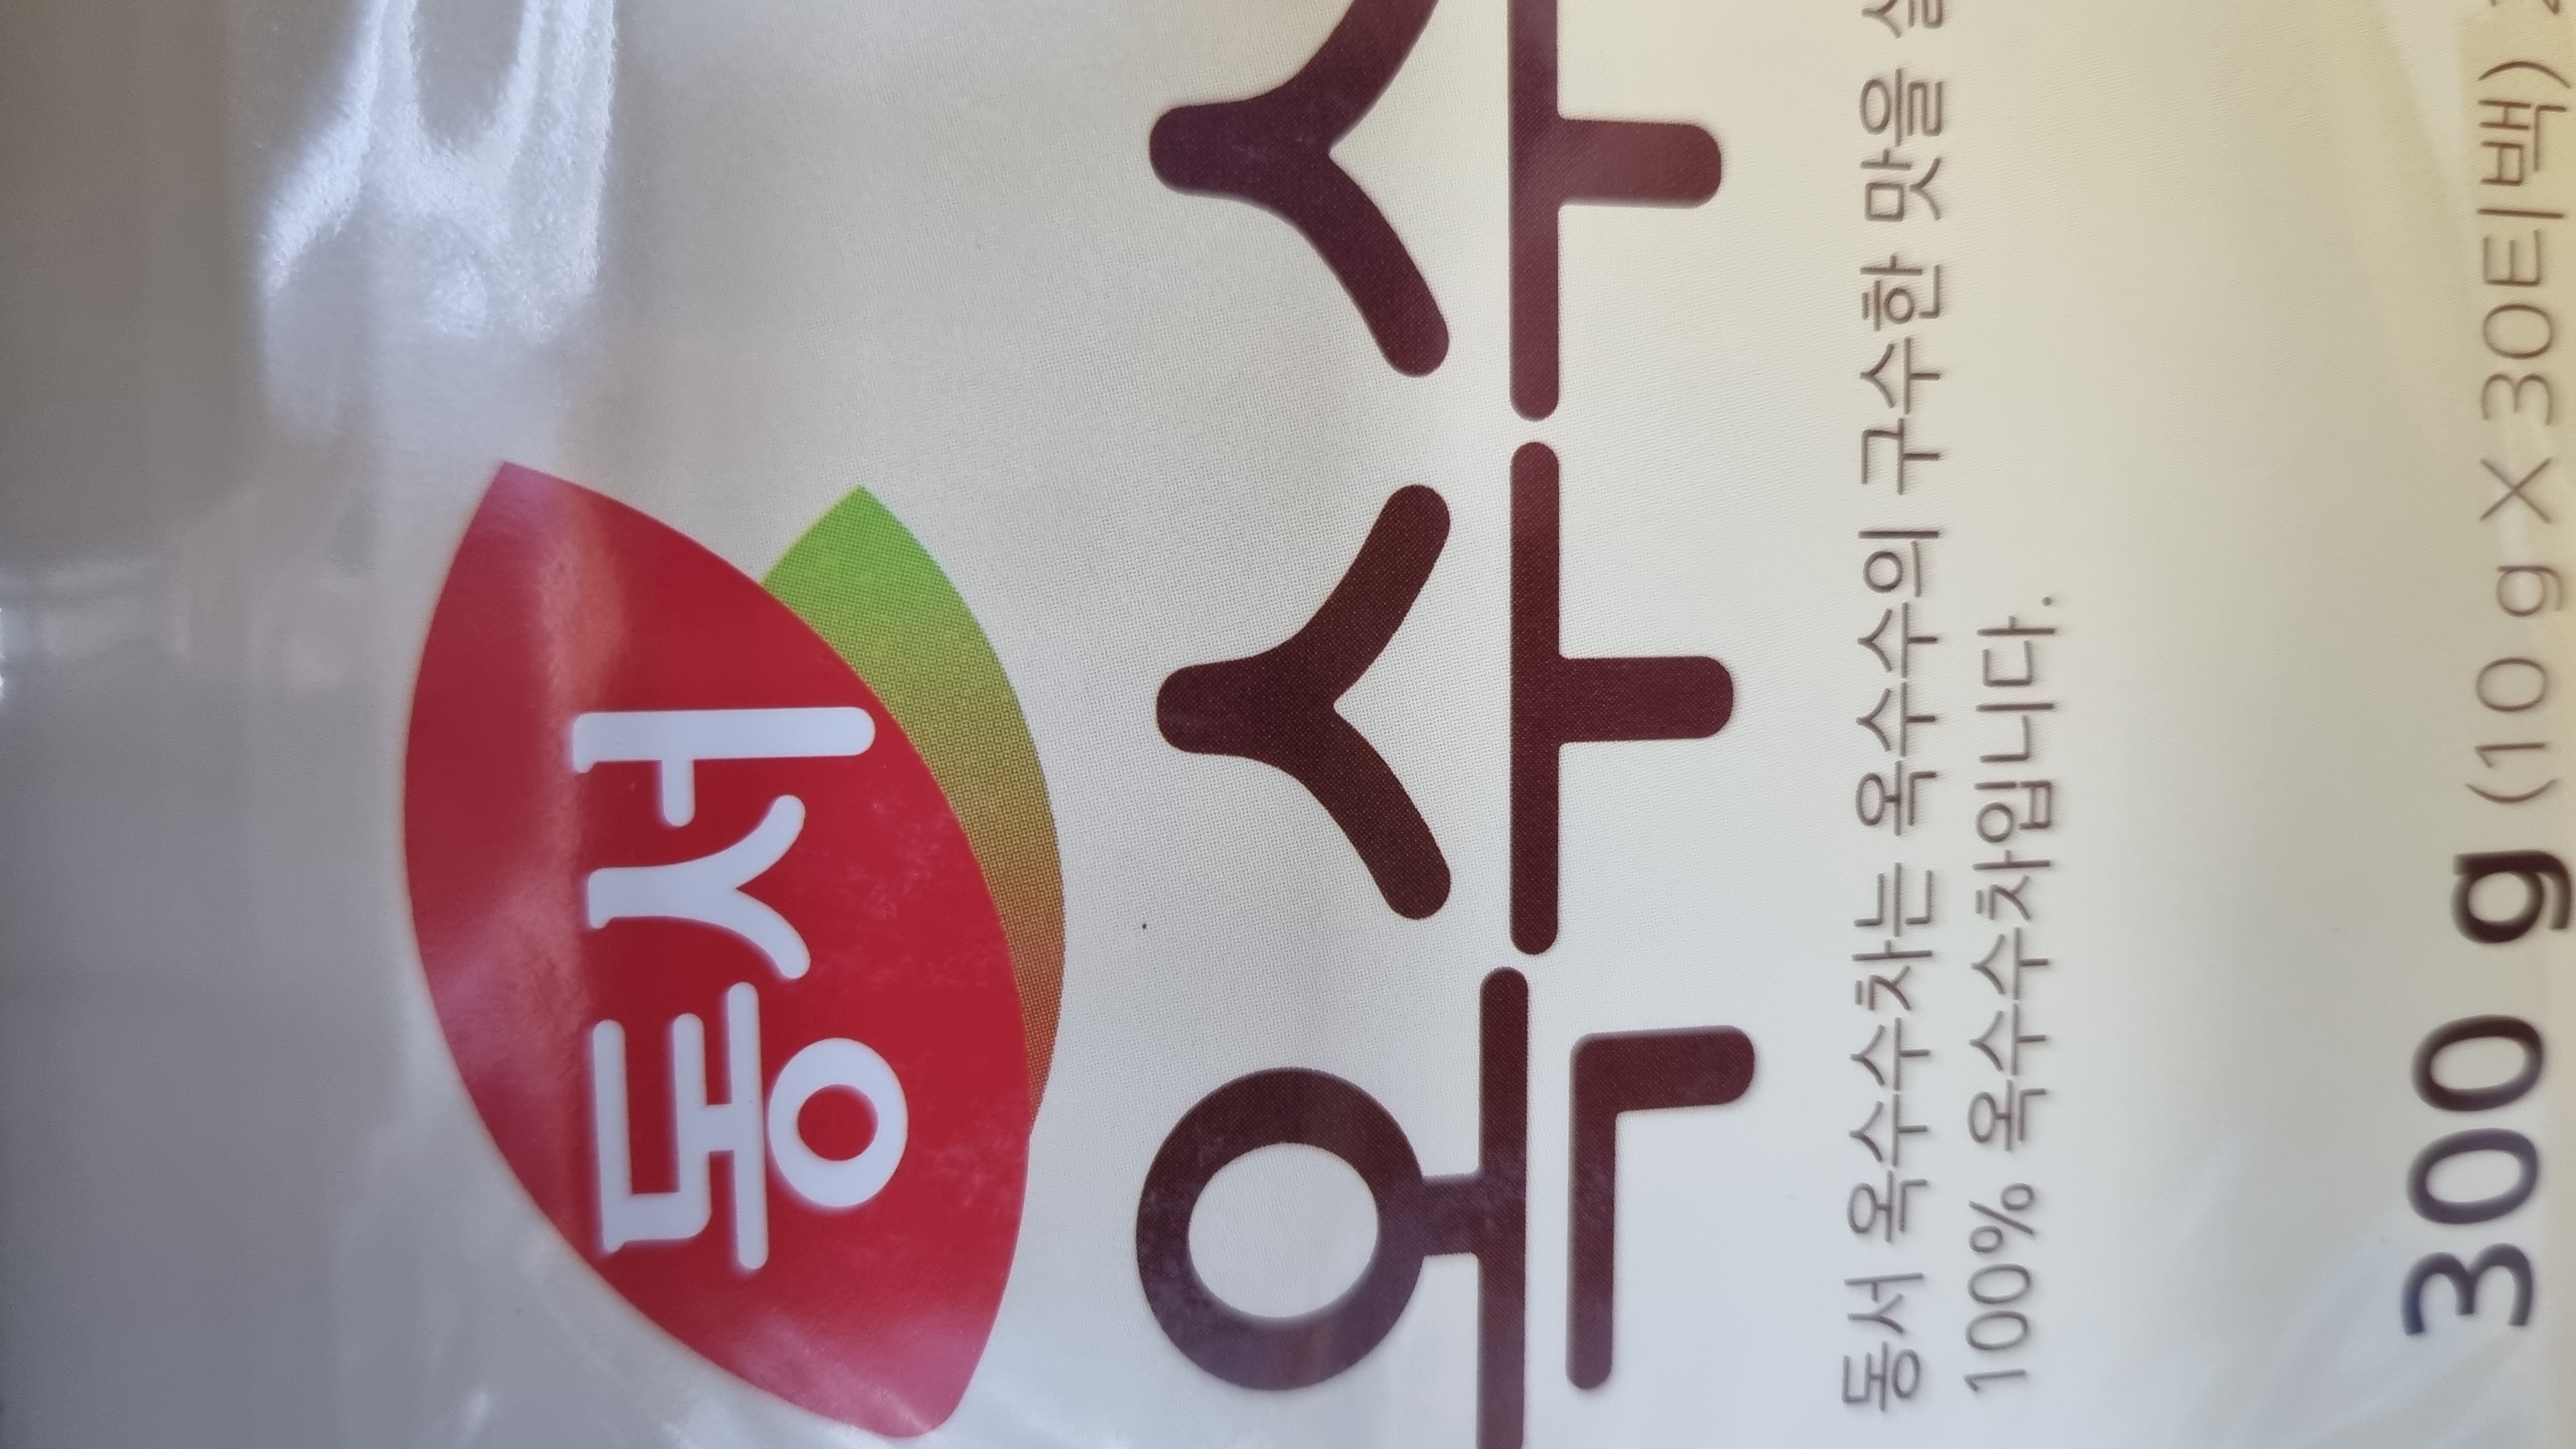 동서
옥수수
동서 옥수수차는 옥수수의 구수한 맛을
100% 옥수수차입니다.
300 g (10 g X 30티백)